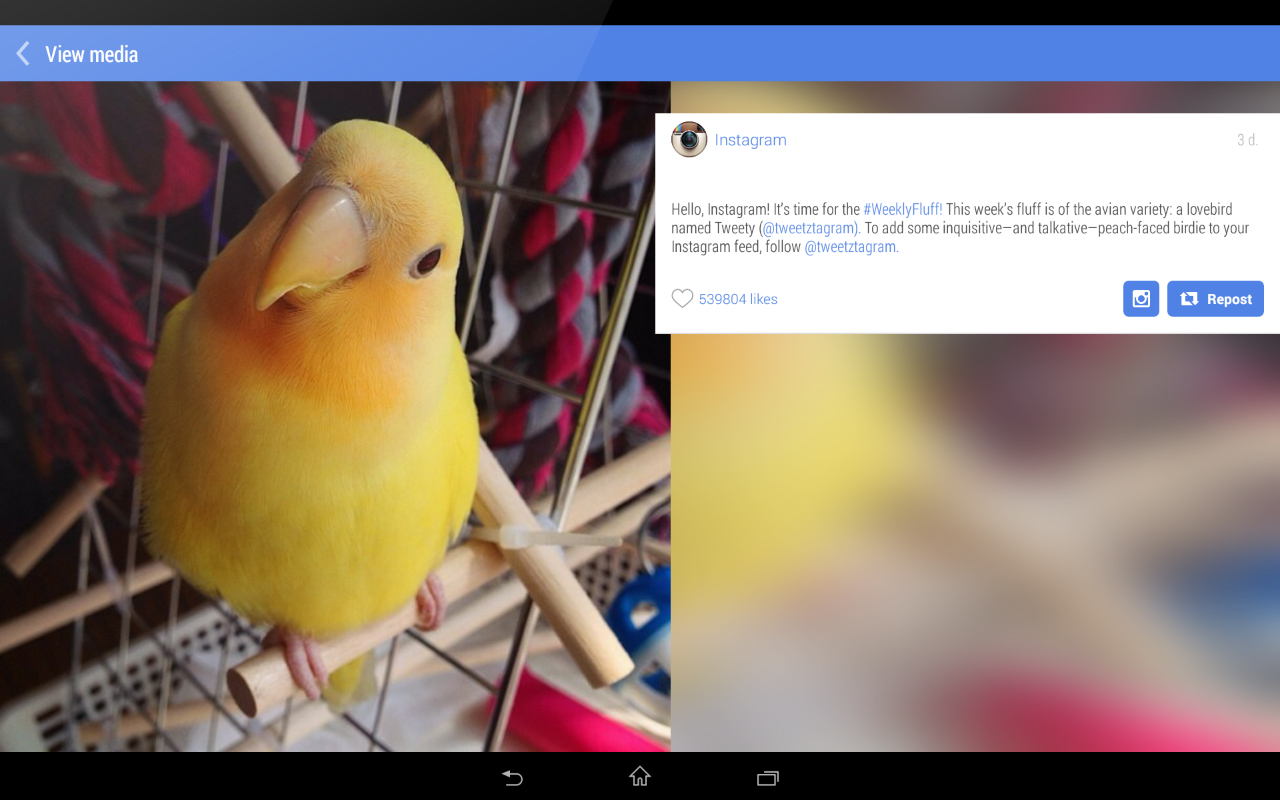 View media
Instagram
3 d.
Hello, Instagram! It's time for the #WeeklyFluff! This week's fluff is of the avian variety: a lovebird
named Tweety (@tweetztagram). To add some inquisitive—and talkative—peach-faced birdie to your
Instagram feed, follow @tweetztagram.
539804 likes
Repost